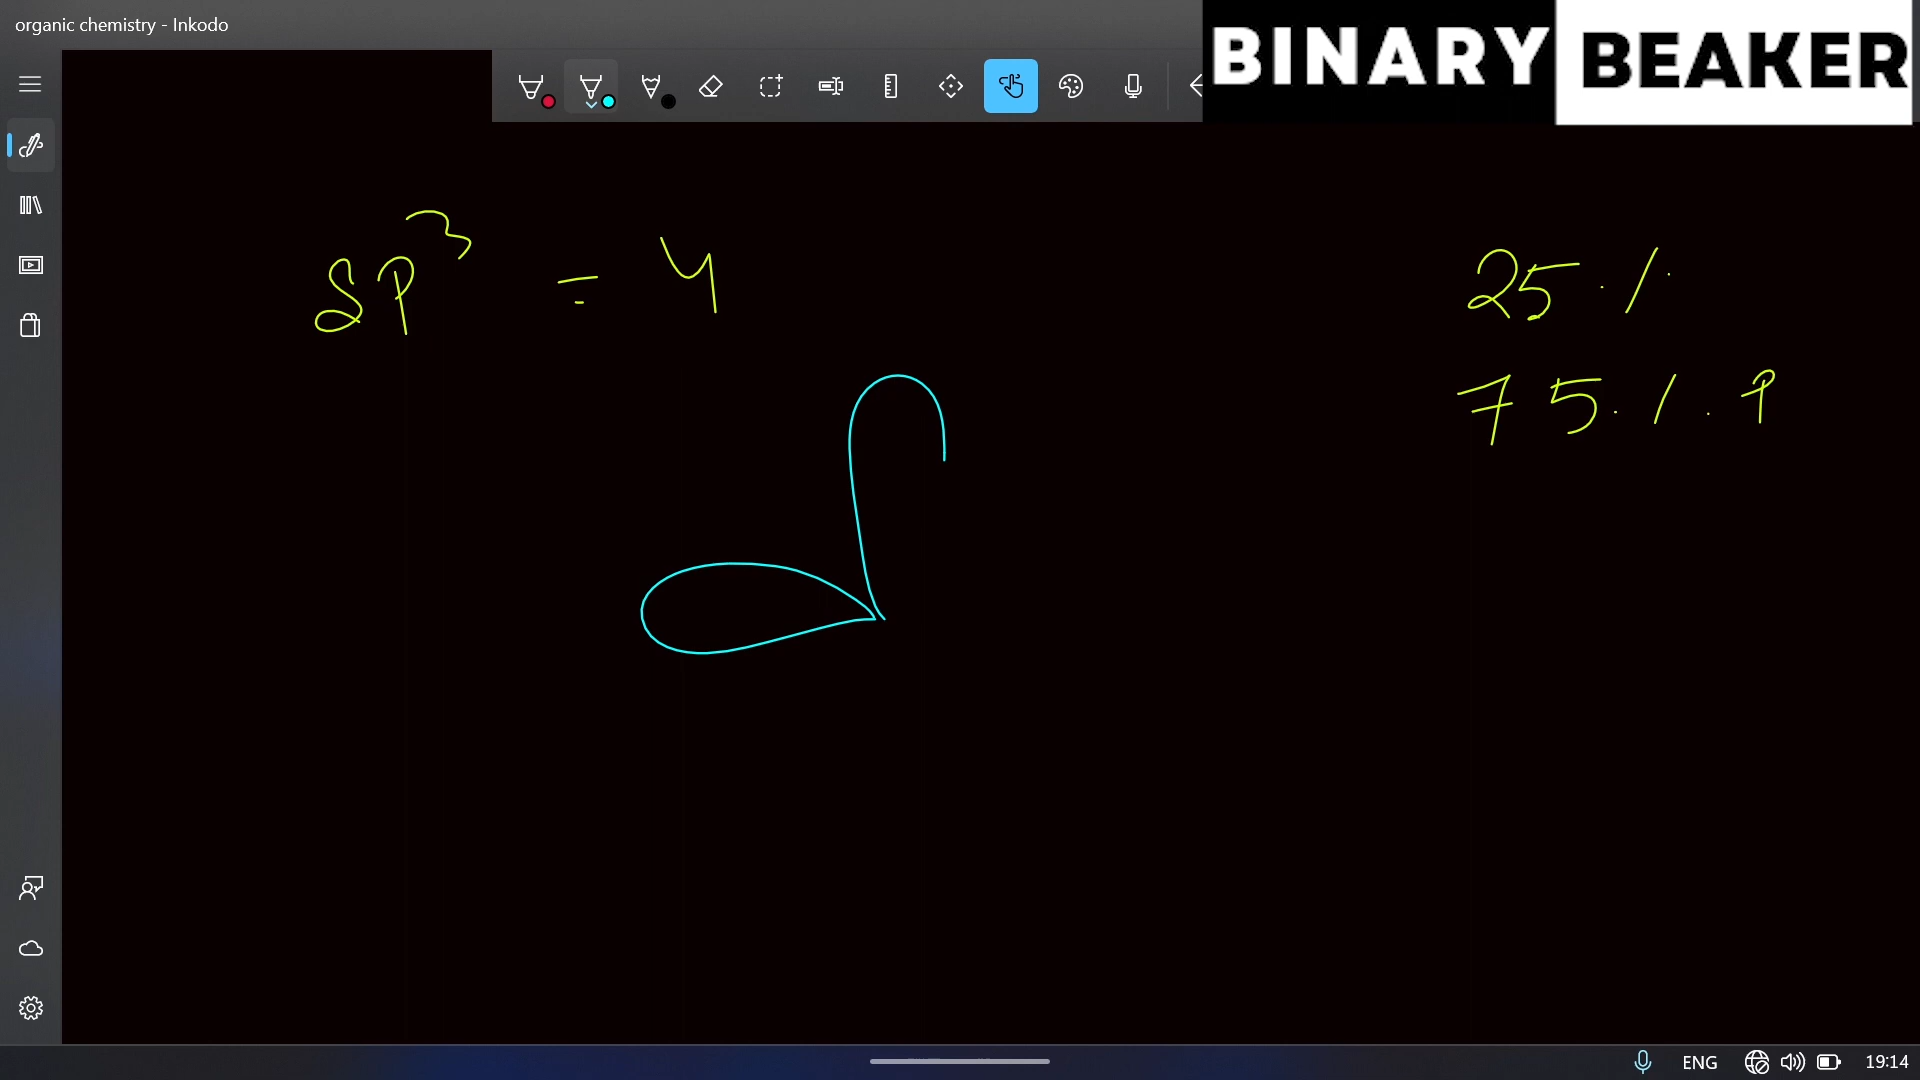 organic chemistry - Inkodo
BINARY BEAKER
SP³ = 4
25 %
75 % P
ENG
19:14